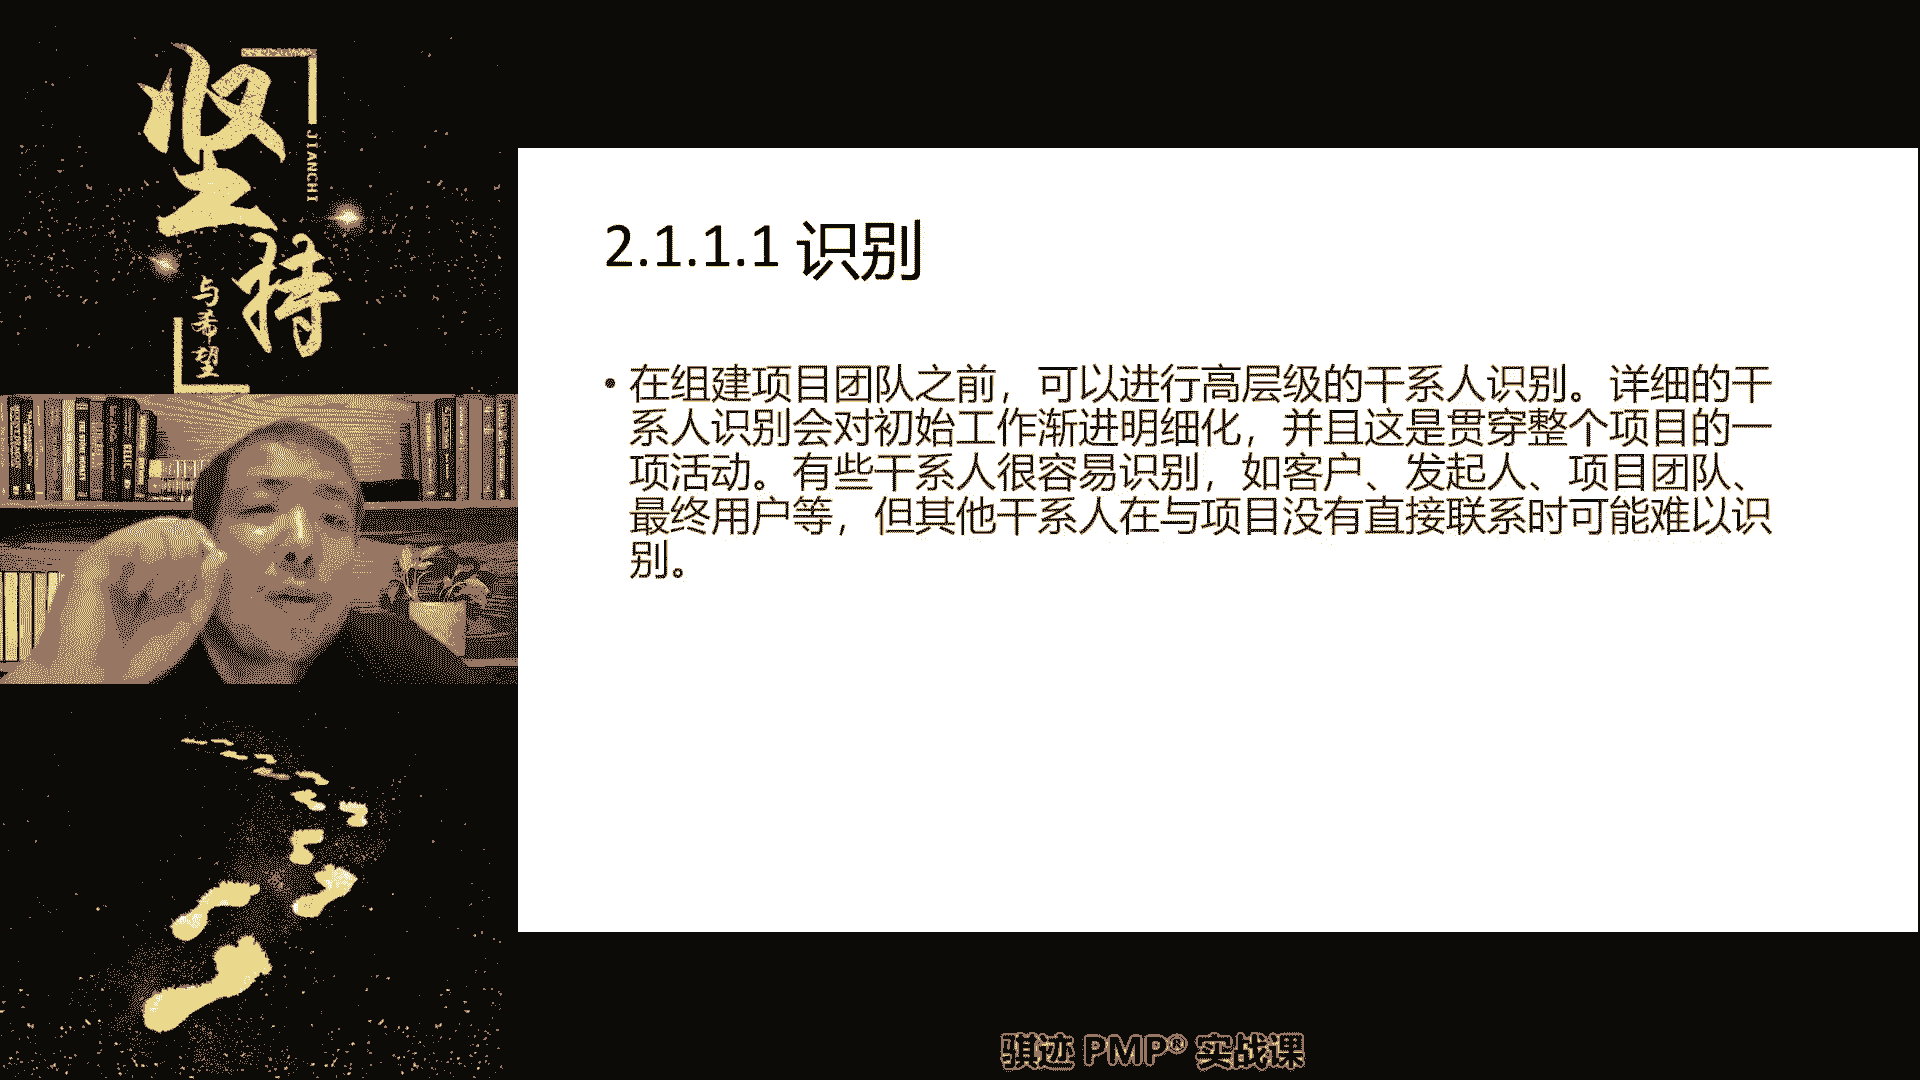 坚持
JIANCHI
与希望
2.1.1.1 识别
• 在组建项目团队之前，可以进行高层级的干系人识别。详细的干
系人识别会对初始工作渐进明细化，并且这是贯穿整个项目的一
项活动。有些干系人很容易识别，如客户、发起人、项目团队、
最终用户等，但其他干系人在与项目没有直接联系时可能难以识
别。
骐迹 PMP® 实战课